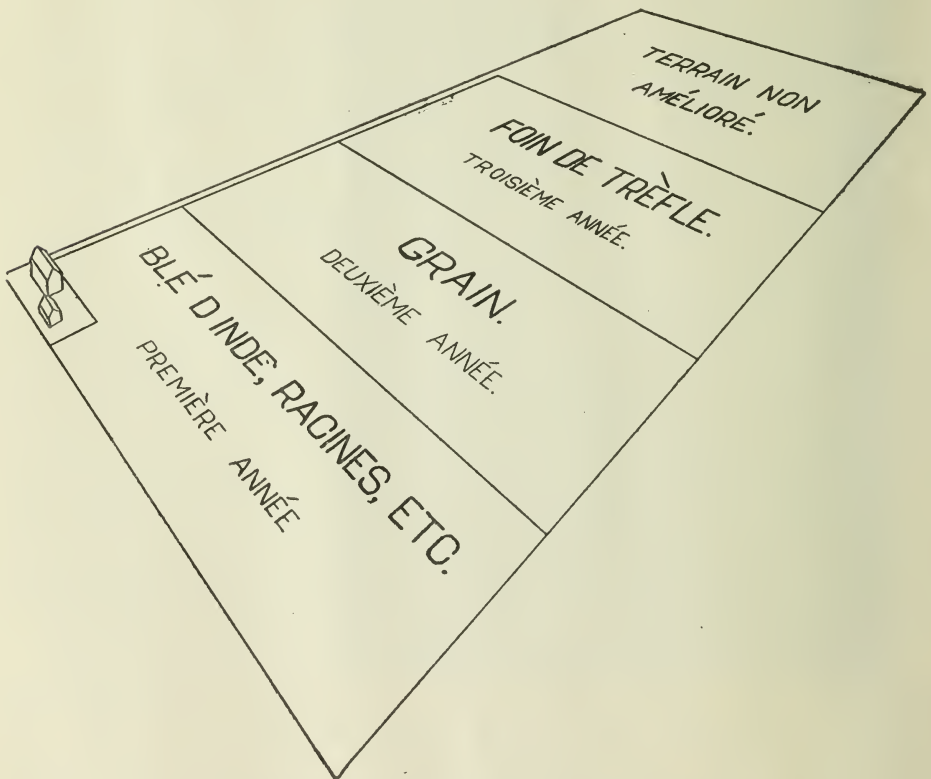 TERRAIN NON
AMÉLIORÉ.
FOIN DE TRÈFLE.
TROISIÈME ANNÉE.
GRAIN.
DEUXIÈME ANNÉE.
BLÉ D'INDE, RACINES, ETC.
PREMIÈRE ANNÉE